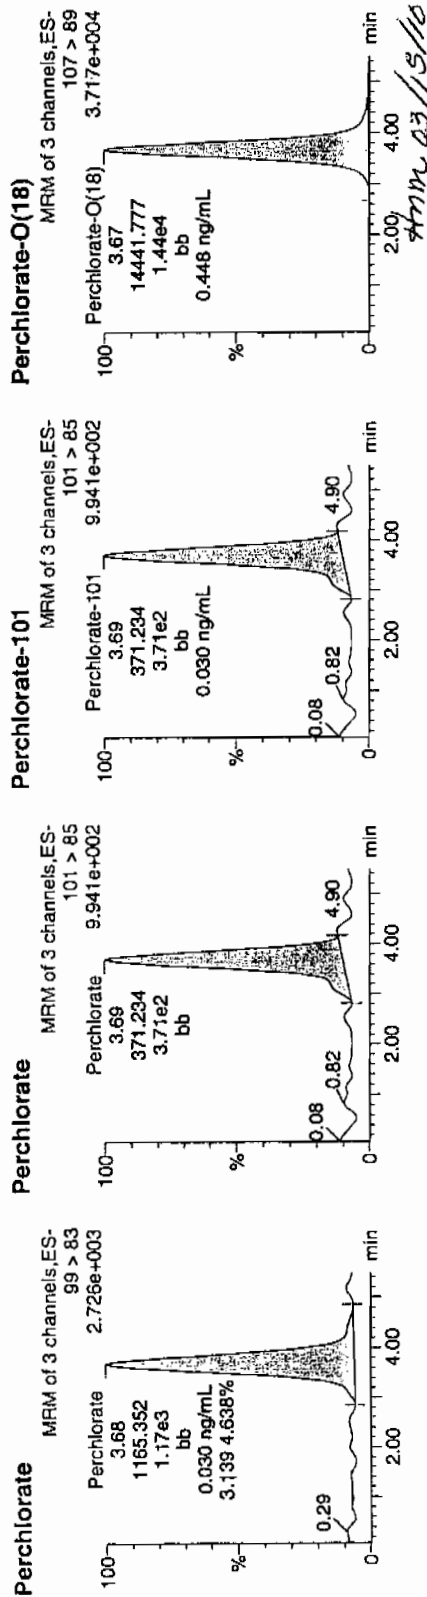 Perchlorate
MRM of 3 channels,ES-
99 > 83
2.726e+003
100
%
0
Perchlorate
3.68
1165.352
1.17e3
bb
0.030 ng/mL
3.139 4.638%
0.29
2.00
4.00
min
Perchlorate
MRM of 3 channels,ES-
101 > 85
9.941e+002
100
%
0
Perchlorate
3.69
371.234
3.71e2
bb
0.08
0.82
4.90
2.00
4.00
min
Perchlorate-101
MRM of 3 channels,ES-
101 > 85
9.941e+002
100
%
0
Perchlorate-101
3.69
371.234
3.71e2
bb
0.030 ng/mL
0.08
0.82
4.90
2.00
4.00
min
Perchlorate-O(18)
MRM of 3 channels,ES-
107 > 89
3.717e+004
100
%
0
Perchlorate-O(18)
3.67
14441.777
1.44e4
bb
0.448 ng/mL
2.00
4.00
min
03/15/10